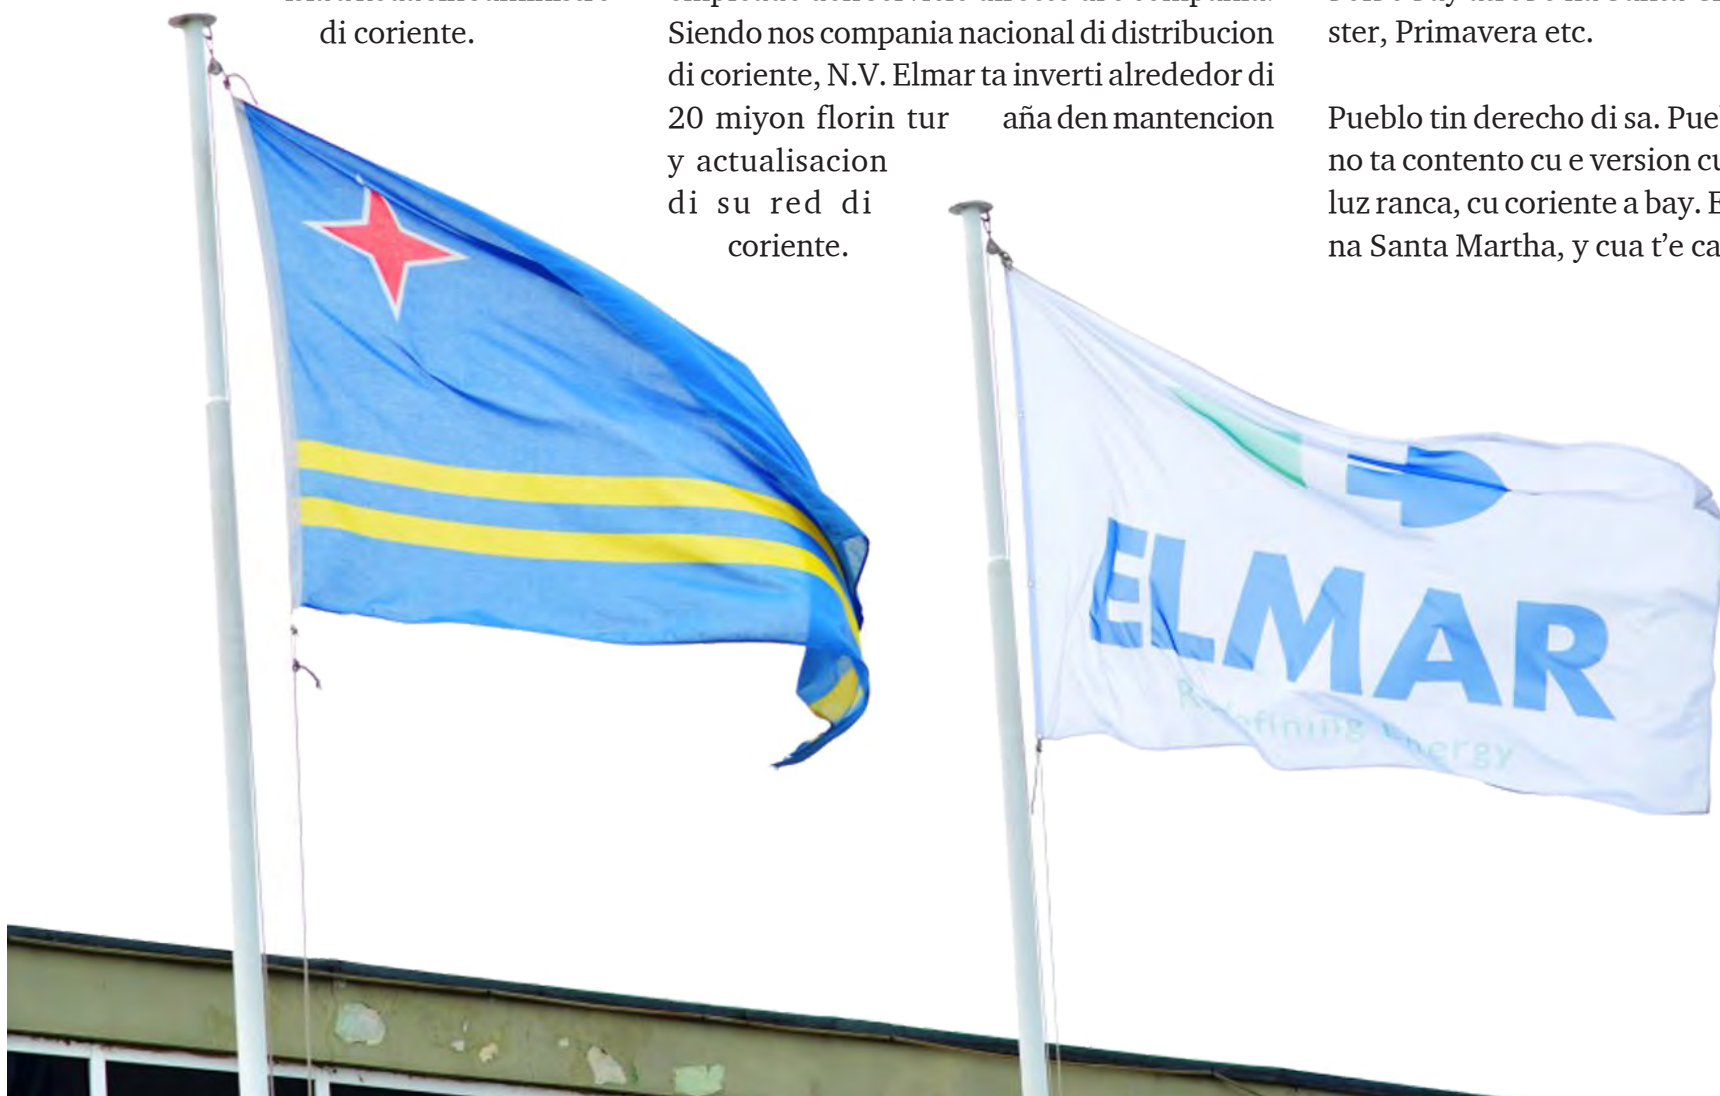 di coriente.
Siendo nos compania nacional di distribucion
di coriente, N.V. Elmar ta inverti alrededor di
20 miyon florin tur aña den mantencion
y actualisacion
di su red di
coriente.
ster, Primavera etc.
Pueblo tin derecho di sa.
no ta contento cu e version
luz ranca, cu coriente a bay.
na Santa Martha, y cua t’e
ELMAR
Redefining Energy